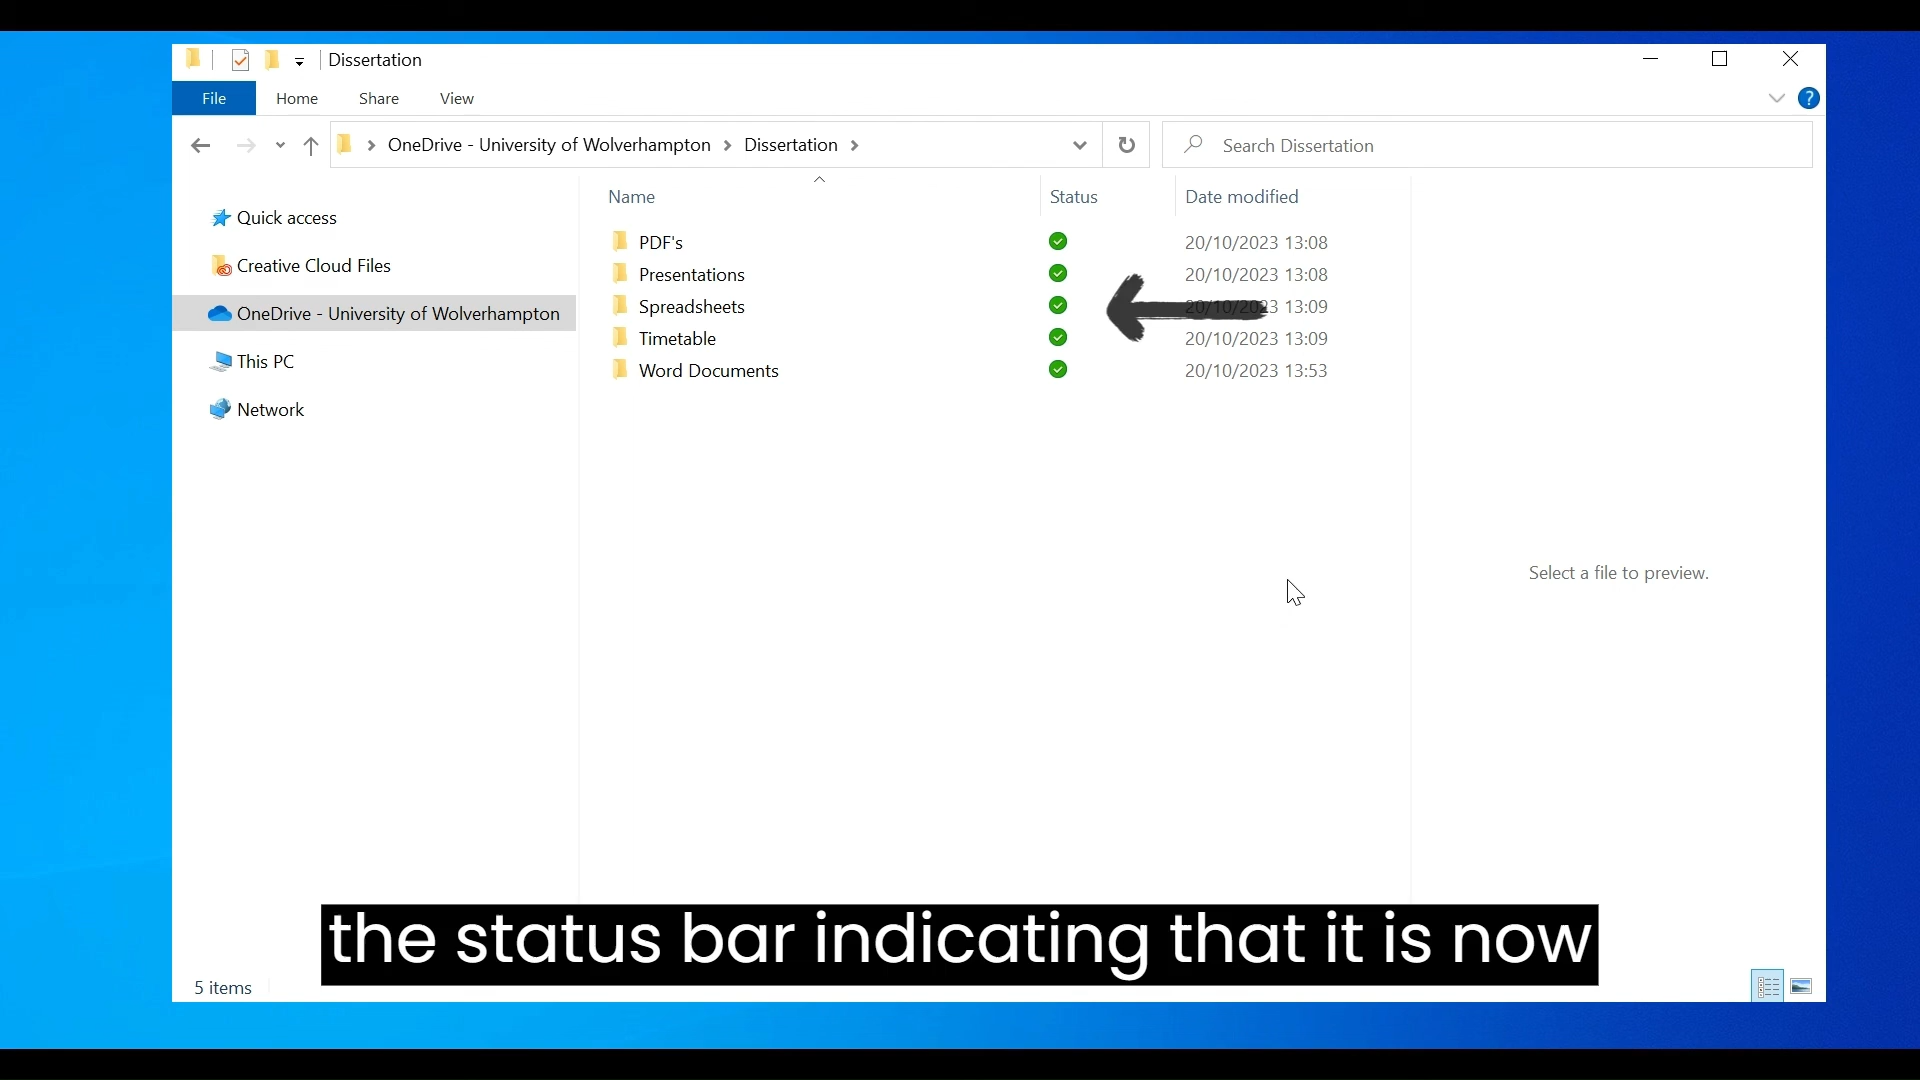 Dissertation
File Home Share View
?
OneDrive - University of Wolverhampton Dissertation
Search Dissertation
Name Status Date modified
Quick access
Creative Cloud Files
OneDrive - University of Wolverhampton
This PC
Network
PDF's 20/10/2023 13:08
Presentations 20/10/2023 13:08
Spreadsheets 20/10/2023 13:09
Timetable 20/10/2023 13:09
Word Documents 20/10/2023 13:53
Select a file to preview.
the status bar indicating that it is now
5 items